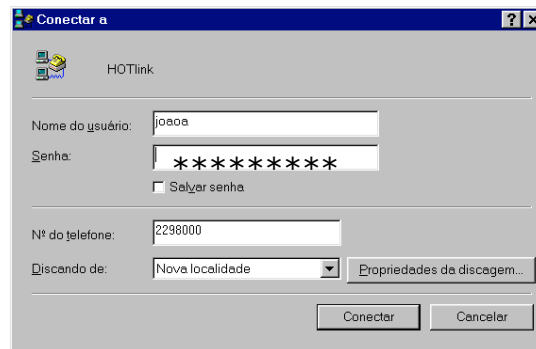 Conectar a
HOTlink
Nome do usuário: joaoa
Senha: *********
Salvar senha
Nº do telefone: 2298000
Discando de: Nova localidade Propriedades da discagem...
Conectar Cancelar